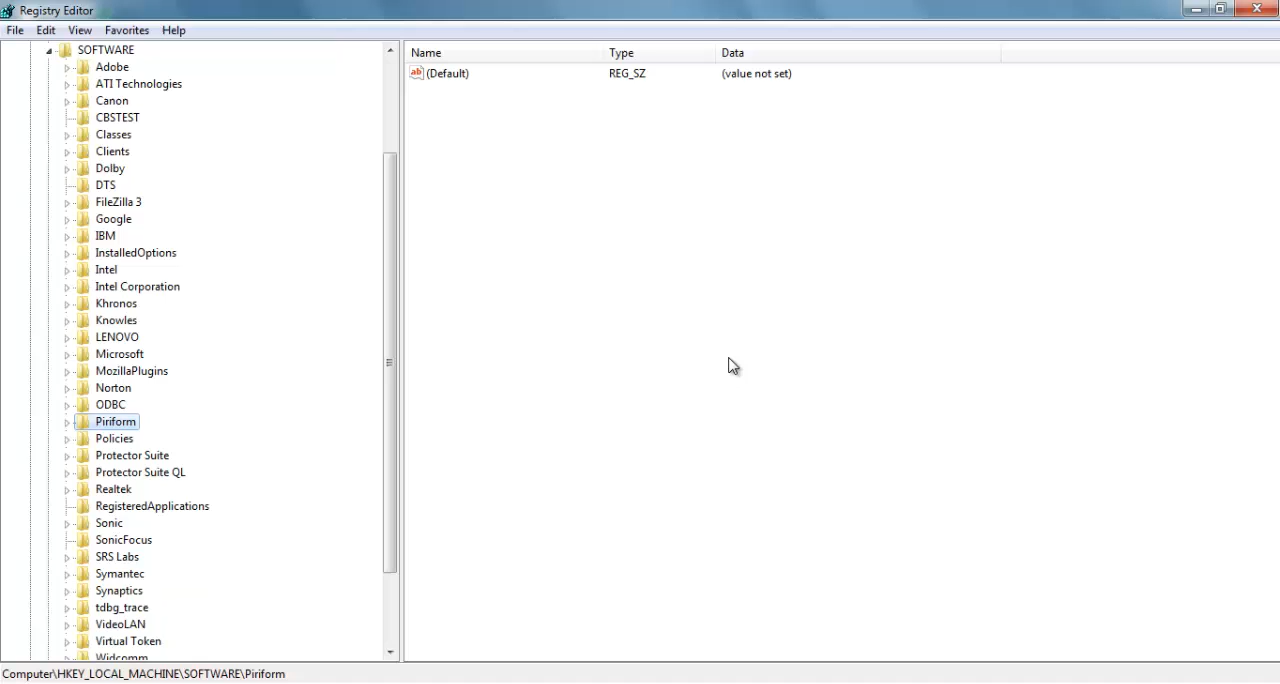 Registry Editor
File Edit View Favorites Help
SOFTWARE
Adobe
ATI Technologies
Canon
CBSTEST
Classes
Clients
Dolby
DTS
FileZilla 3
Google
IBM
InstalledOptions
Intel
Intel Corporation
Khronos
Knowles
LENOVO
Microsoft
MozillaPlugins
Norton
ODBC
Piriform
Policies
Protector Suite
Protector Suite QL
Realtek
RegisteredApplications
Sonic
SonicFocus
SRS Labs
Symantec
Synaptics
tdbg_trace
VideoLAN
Virtual Token
Widcomm
Name Type Data
ab (Default) REG_SZ (value not set)
Computer\HKEY_LOCAL_MACHINE\SOFTWARE\Piriform